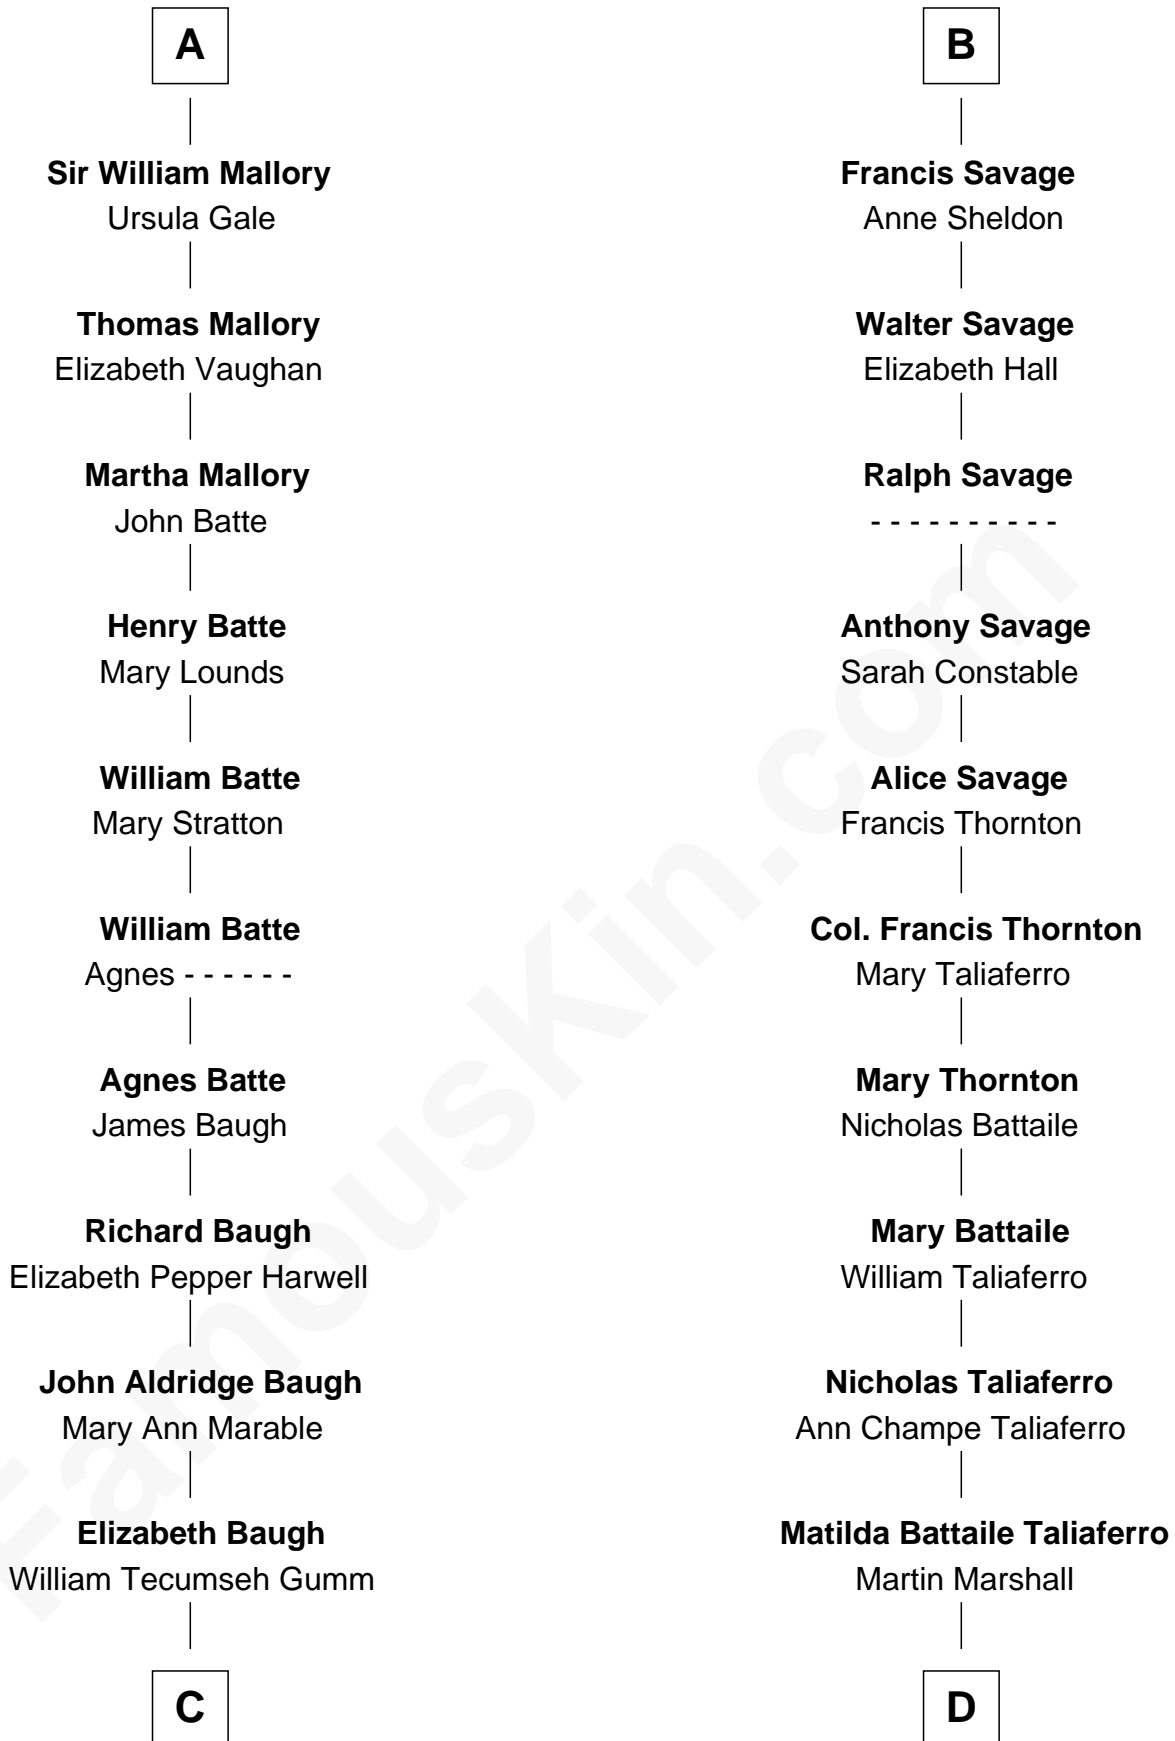 A
Sir William Mallory
Ursula Gale
Thomas Mallory
Elizabeth Vaughan
Martha Mallory
John Batte
Henry Batte
Mary Lounds
William Batte
Mary Stratton
William Batte
Agnes - - - - - -
Agnes Batte
James Baugh
Richard Baugh
Elizabeth Pepper Harwell
John Aldridge Baugh
Mary Ann Marable
Elizabeth Baugh
William Tecumseh Gumm
C
B
Francis Savage
Anne Sheldon
Walter Savage
Elizabeth Hall
Ralph Savage
- - - - - - - - - -
Anthony Savage
Sarah Constable
Alice Savage
Francis Thornton
Col. Francis Thornton
Mary Taliaferro
Mary Thornton
Nicholas Battaile
Mary Battaile
William Taliaferro
Nicholas Taliaferro
Ann Champe Taliaferro
Matilda Battaile Taliaferro
Martin Marshall
D
FamousKin.com